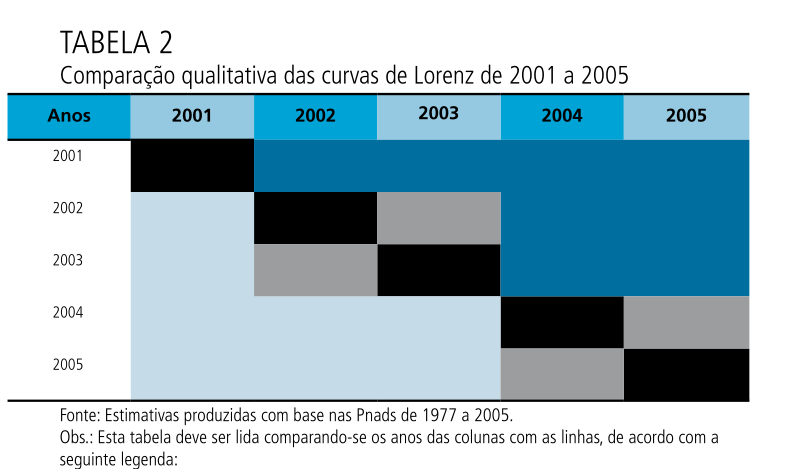 TABELA 2
Comparação qualitativa das curvas de Lorenz de 2001 a 2005
Anos 2001 2002 2003 2004 2005
2001
2002
2003
2004
2005
Fonte: Estimativas produzidas com base nas Pnads de 1977 a 2005.
Obs.: Esta tabela deve ser lida comparando-se os anos das colunas com as linhas, de acordo com a
seguinte legenda: